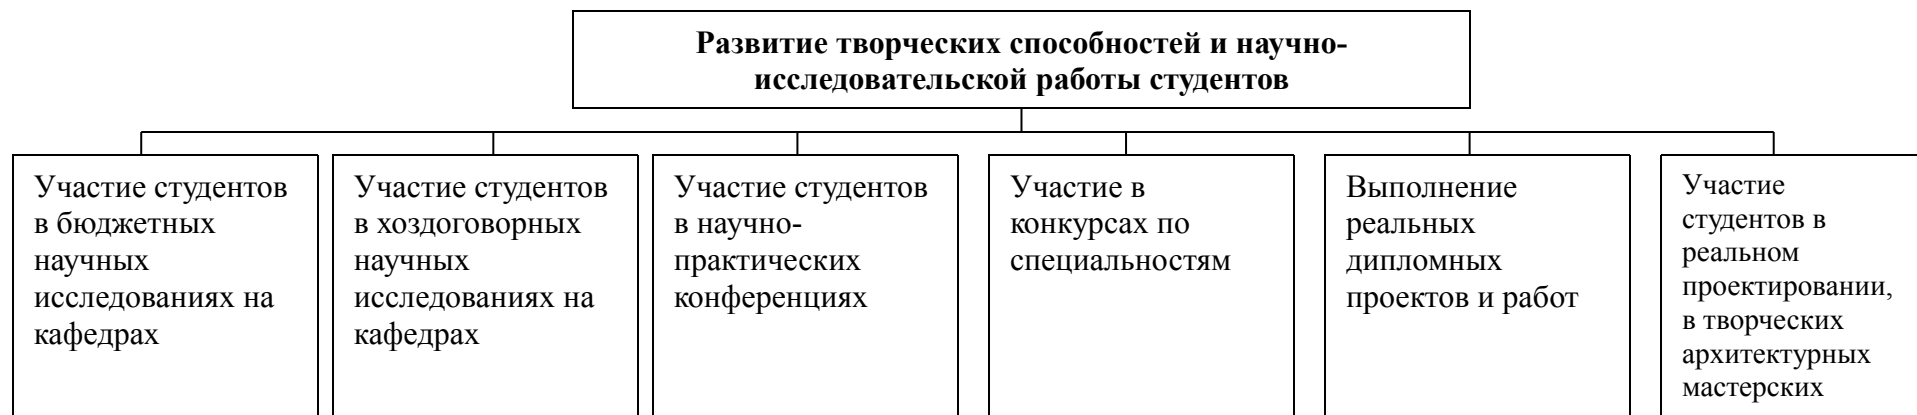 Развитие творческих способностей и научно-
исследовательской работы студентов
Участие студентов
в бюджетных
научных
исследованиях на
кафедрах
Участие студентов
в хоздоговорных
научных
исследованиях на
кафедрах
Участие студентов
в научно-
практических
конференциях
Участие в
конкурсах по
специальностям
Выполнение
реальных
дипломных
проектов и работ
Участие
студентов в
реальном
проектировании,
в творческих
архитектурных
мастерских